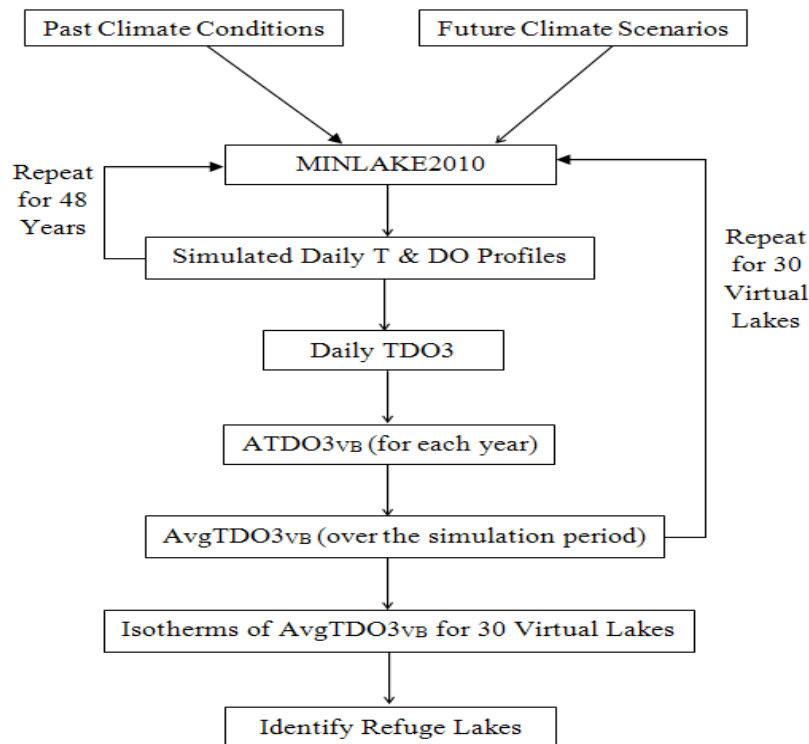 Past Climate Conditions
Future Climate Scenarios
MINLAKE2010
Repeat
for 48
Years
Simulated Daily T & DO Profiles
Repeat
for 30
Virtual
Lakes
Daily TDO3
ATDO3VB (for each year)
AvgTDO3VB (over the simulation period)
Isotherms of AvgTDO3VB for 30 Virtual Lakes
Identify Refuge Lakes